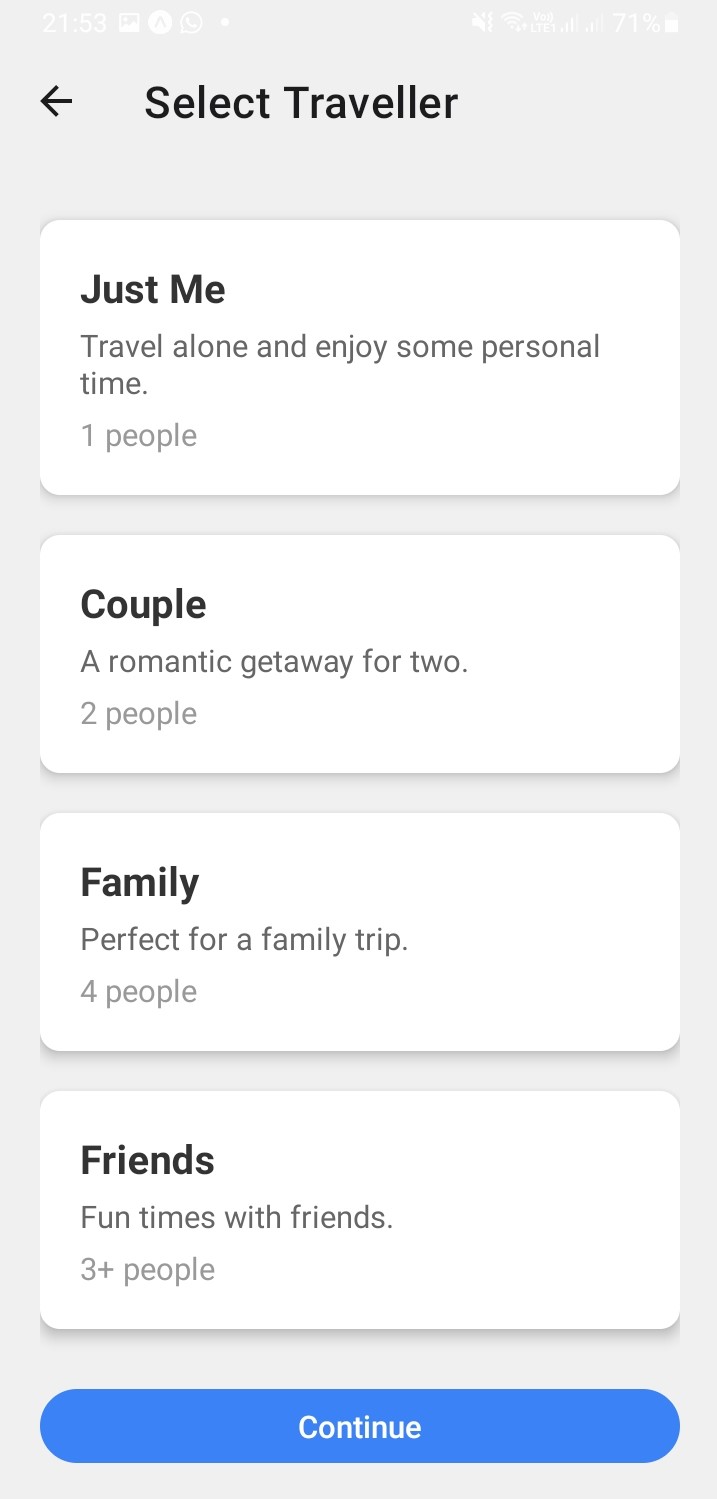 21:53
71%
Select Traveller
Just Me
Travel alone and enjoy some personal
time.
1 people
Couple
A romantic getaway for two.
2 people
Family
Perfect for a family trip.
4 people
Friends
Fun times with friends.
3+ people
Continue